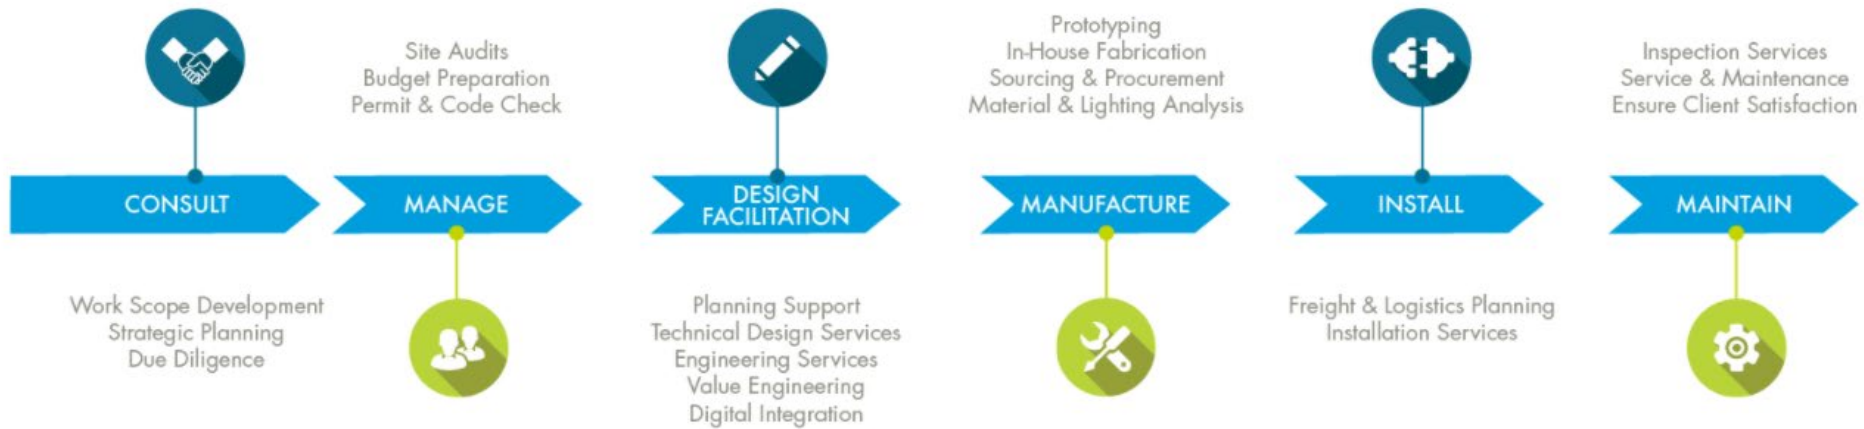 Site Audits
Budget Preparation
Permit & Code Check
Prototyping
In-House Fabrication
Sourcing & Procurement
Material & Lighting Analysis
Inspection Services
Service & Maintenance
Ensure Client Satisfaction
CONSULT
MANAGE
DESIGN
FACILITATION
MANUFACTURE
INSTALL
MAINTAIN
Work Scope Development
Strategic Planning
Due Diligence
Planning Support
Technical Design Services
Engineering Services
Value Engineering
Digital Integration
Freight & Logistics Planning
Installation Services